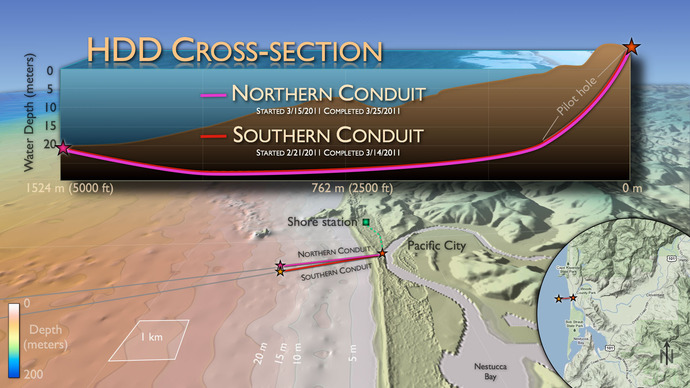 HDD CROSS-SECTION
Water Depth (meters)
0
5
10
15
20
NORTHERN CONDUIT
STARTED 3/15/2011 COMPLETED 3/25/2011
SOUTHERN CONDUIT
STARTED 2/21/2011 COMPLETED 3/14/2011
Pilot hole
1524 m (5000 ft)
762 m (2500 ft)
0 m
Shore station
NORTHERN CONDUIT
SOUTHERN CONDUIT
Pacific City
0
Depth
(meters)
200
1 km
20 m
15 m
10 m
5 m
Nestucca
Bay
101
101
N